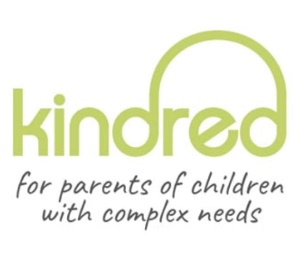 kindred
for parents of children
with complex needs